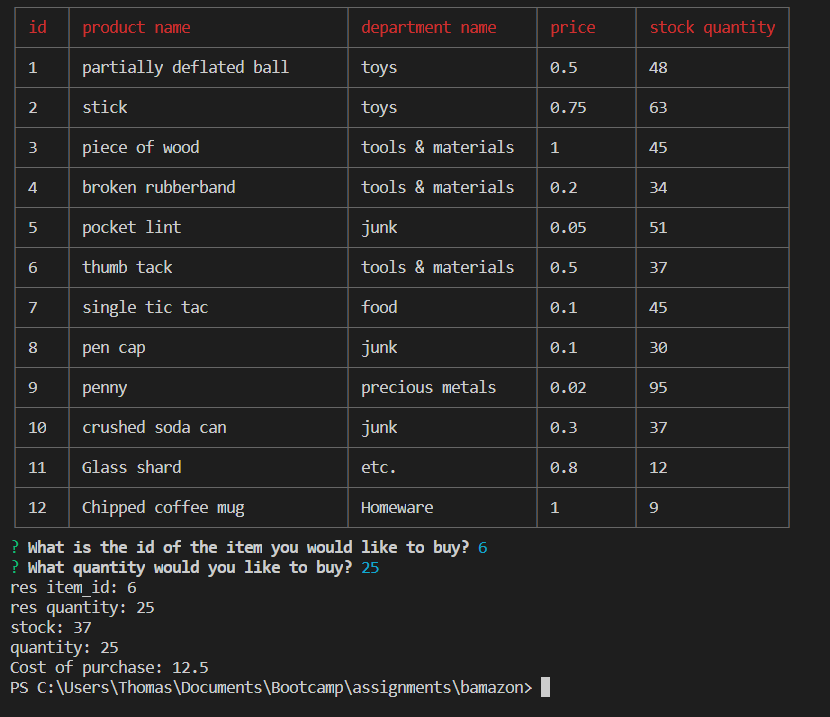 id product name department name price stock quantity
1 partially deflated ball toys 0.5 48
2 stick toys 0.75 63
3 piece of wood tools & materials 1 45
4 broken rubberband tools & materials 0.2 34
5 pocket lint junk 0.05 51
6 thumb tack tools & materials 0.5 37
7 single tic tac food 0.1 45
8 pen cap junk 0.1 30
9 penny precious metals 0.02 95
10 crushed soda can junk 0.3 37
11 Glass shard etc. 0.8 12
12 Chipped coffee mug Homeware 1 9
? What is the id of the item you would like to buy? 6
? What quantity would you like to buy? 25
res item_id: 6
res quantity: 25
stock: 37
quantity: 25
Cost of purchase: 12.5
PS C:\Users\Thomas\Documents\Bootcamp\assignments\bamazon>